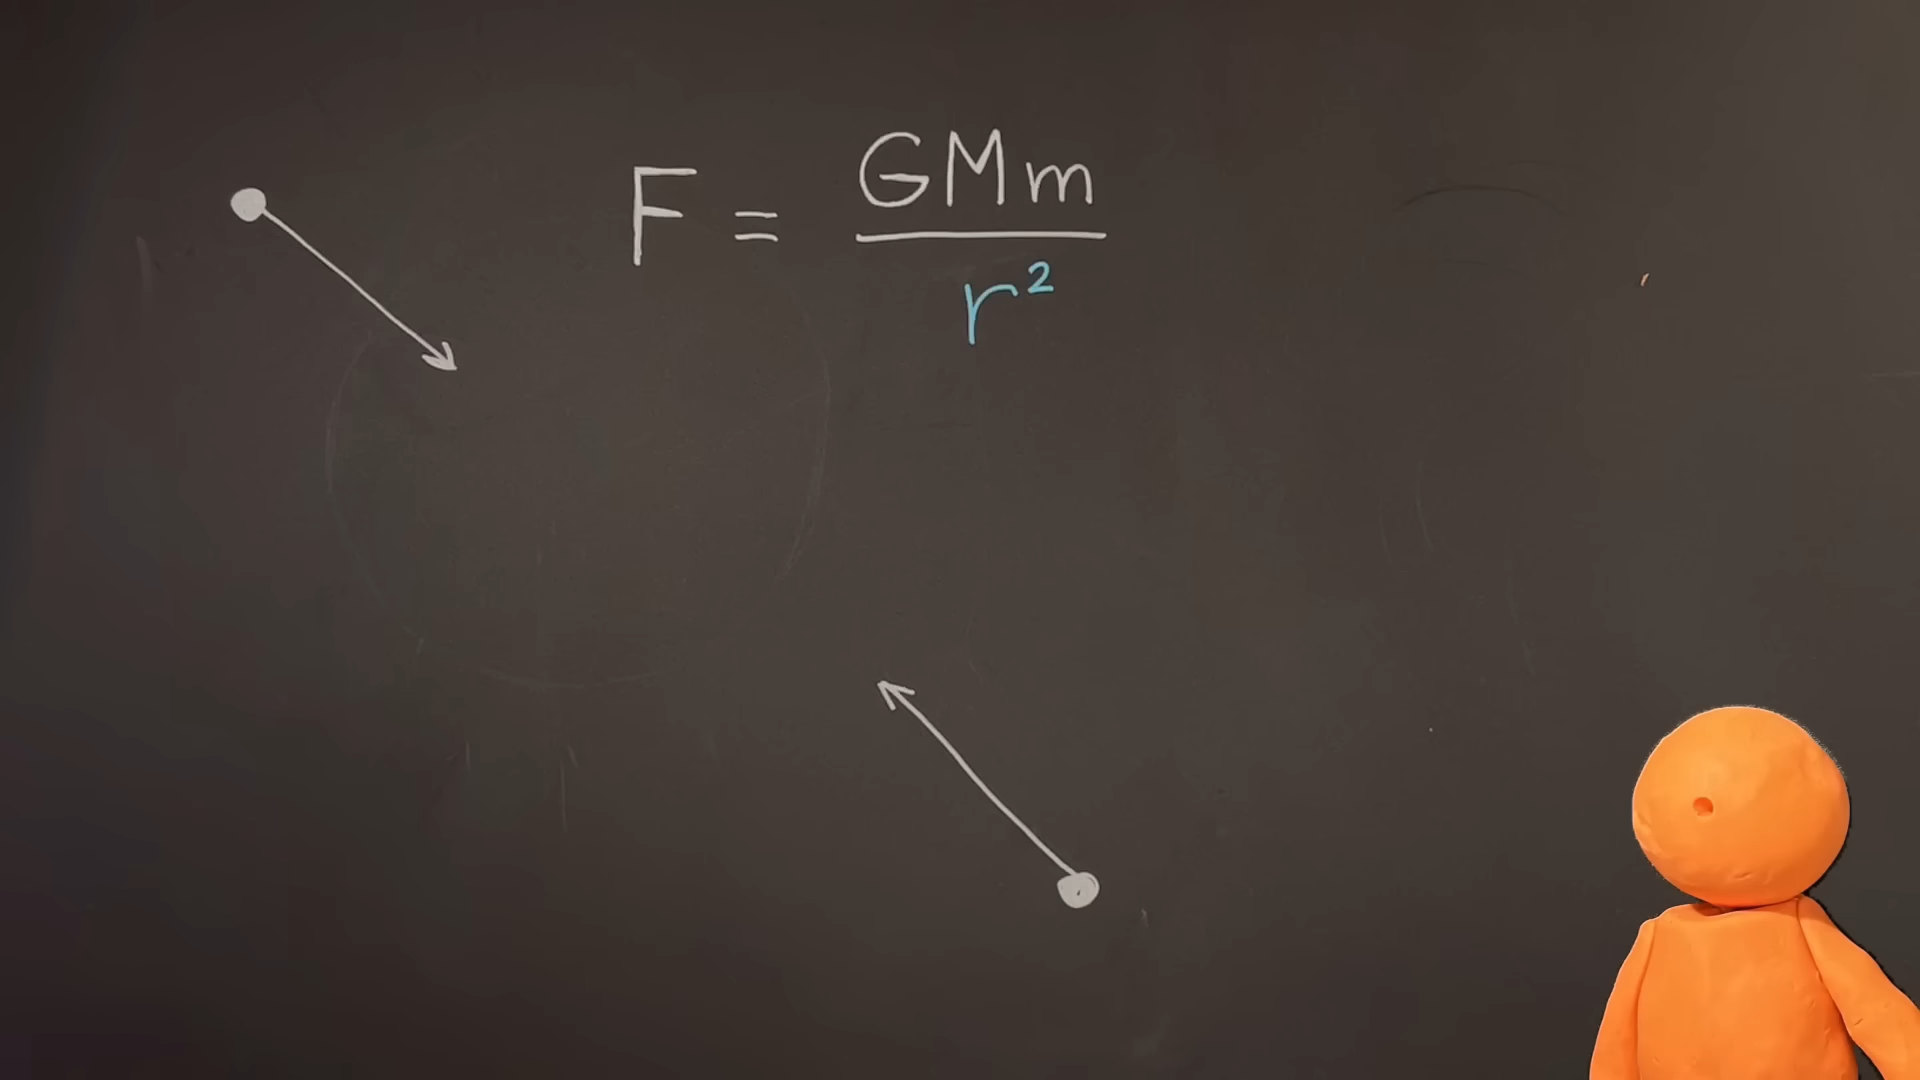 F = GMm
r²